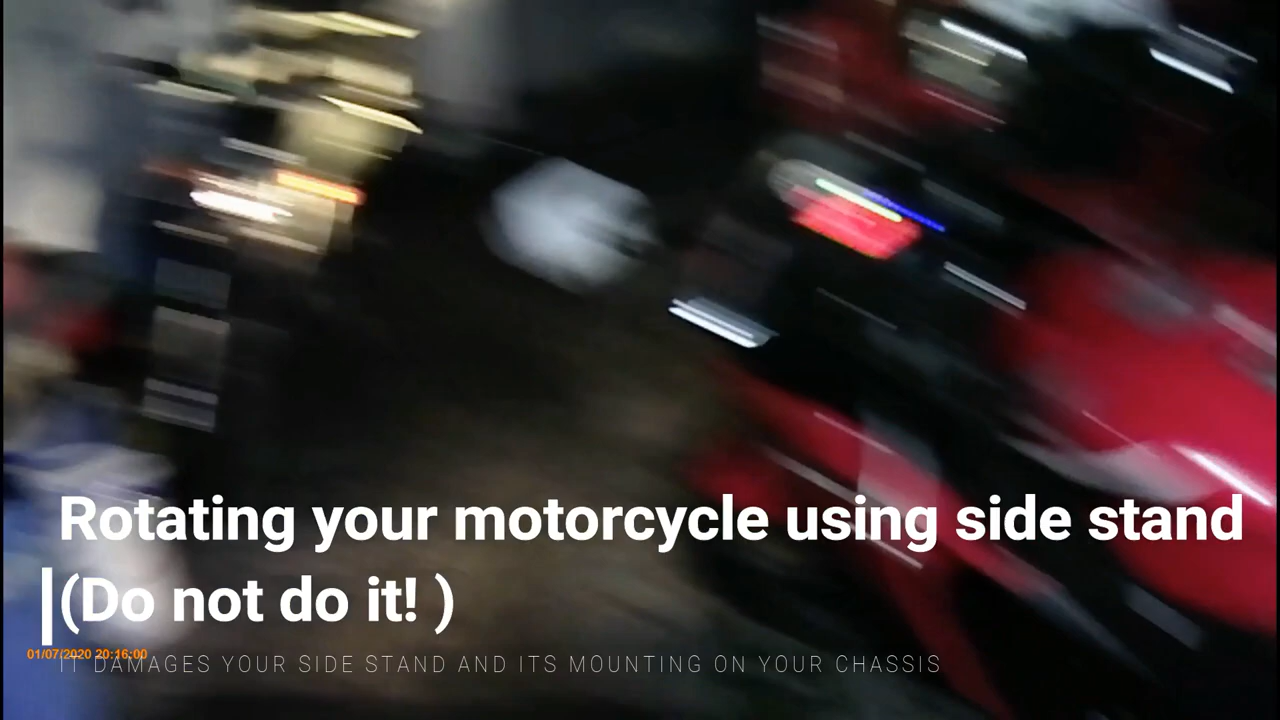 Rotating your motorcycle using side stand
(Do not do it! )
01/07/2020 20:16:00
IT DAMAGES YOUR SIDE STAND AND ITS MOUNTING ON YOUR CHASSIS